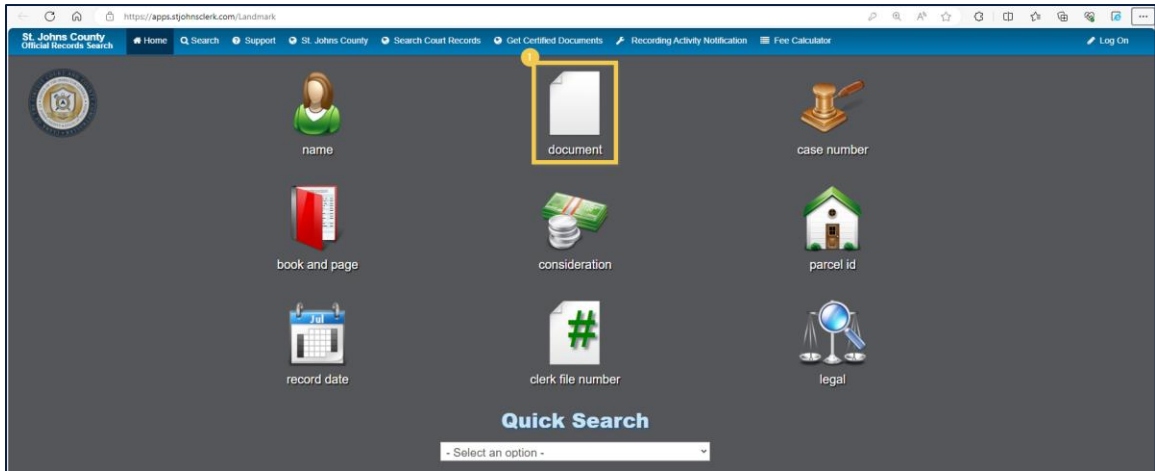 https://apps.stjohnsclerk.com/Landmark
St. Johns County
Official Records Search
Home Search Support St. Johns County Search Court Records Get Certified Documents Recording Activity Notification Fee Calculator Log On
1
name document case number
book and page consideration parcel id
Jul
record date clerk file number legal
#
Quick Search
- Select an option -